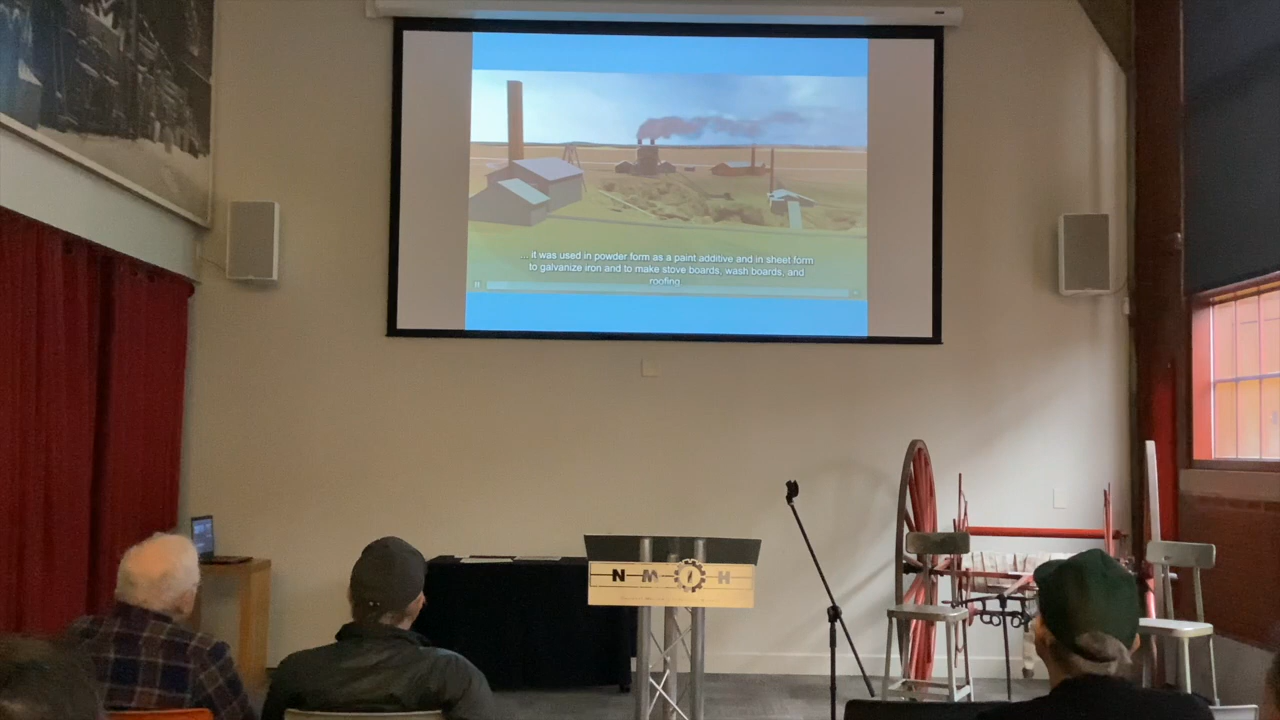 ... it was used in powder form as a paint additive and in sheet form
to galvanize iron and to make stove boards, wash boards, and
roofing
NMIH